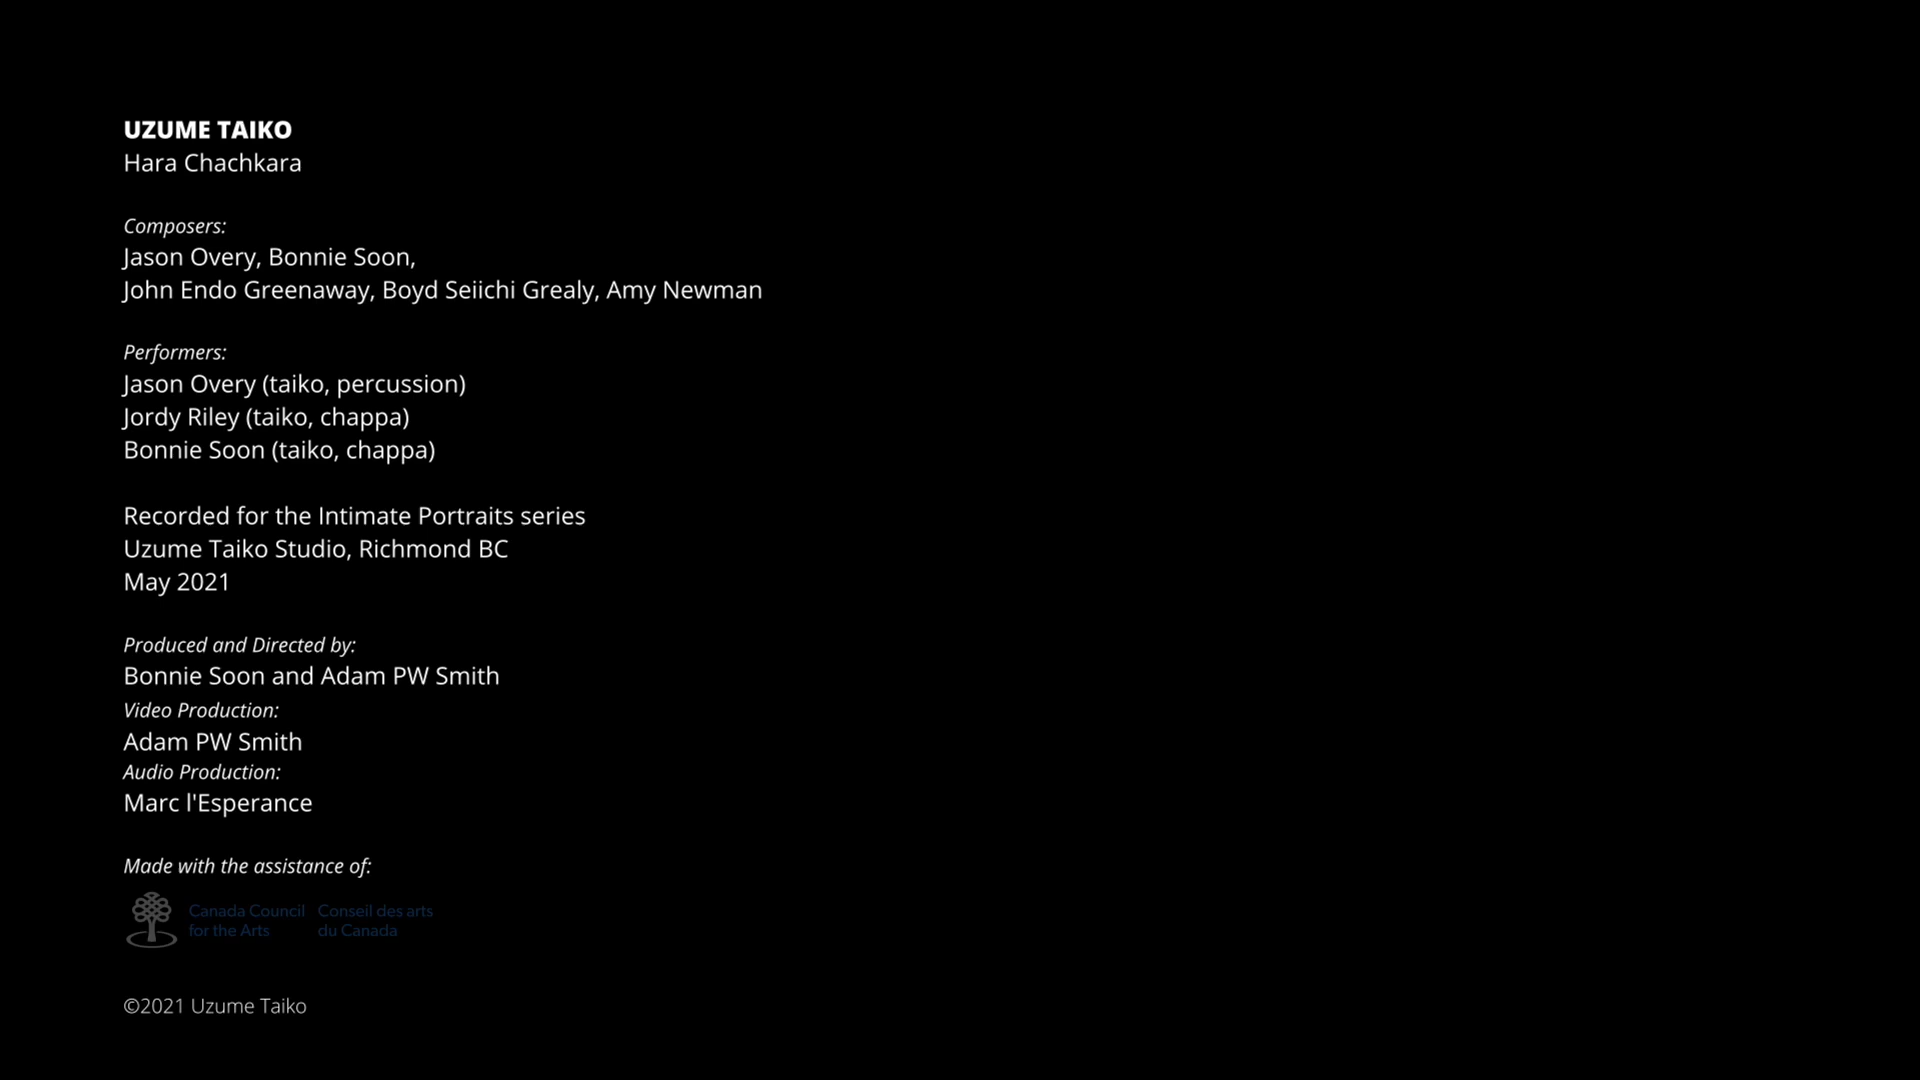 UZUME TAIKO
Hara Chachkara
Composers:
Jason Overy, Bonnie Soon,
John Endo Greenaway, Boyd Seiichi Grealy, Amy Newman
Performers:
Jason Overy (taiko, percussion)
Jordy Riley (taiko, chappa)
Bonnie Soon (taiko, chappa)
Recorded for the Intimate Portraits series
Uzume Taiko Studio, Richmond BC
May 2021
Produced and Directed by:
Bonnie Soon and Adam PW Smith
Video Production:
Adam PW Smith
Audio Production:
Marc l'Esperance
Made with the assistance of:
Canada Council
for the Arts
Conseil des arts
du Canada
©2021 Uzume Taiko